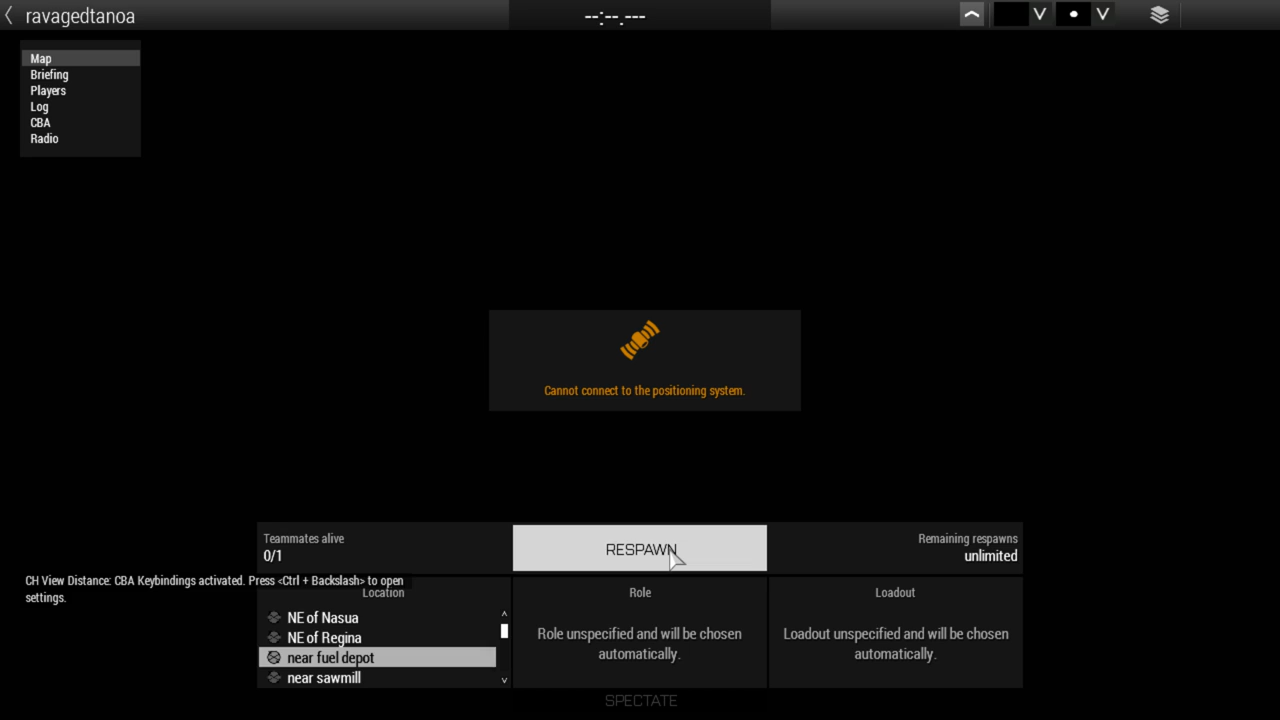 ravagedtanoa
--:--.---
Map
Briefing
Players
Log
CBA
Radio
Cannot connect to the positioning system.
Teammates alive
0/1
RESPAWN
Remaining respawns
unlimited
CH View Distance: CBA Keybindings activated. Press <Ctrl + Backslash> to open
settings.
Location
NE of Nasua
NE of Regina
near fuel depot
near sawmill
Role
Role unspecified and will be chosen
automatically.
Loadout
Loadout unspecified and will be chosen
automatically.
SPECTATE